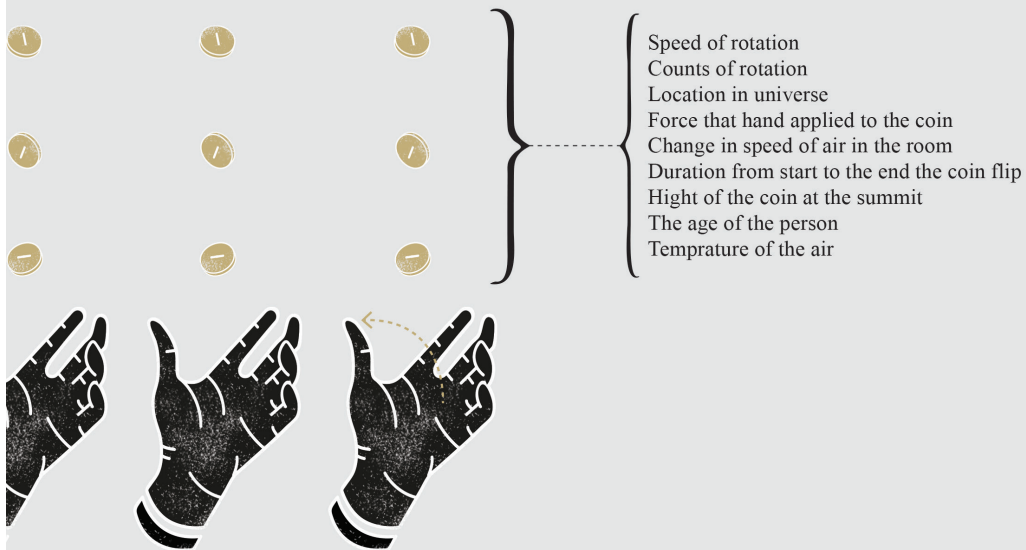 Speed of rotation
Counts of rotation
Location in universe
Force that hand applied to the coin
Change in speed of air in the room
Duration from start to the end the coin flip
Hight of the coin at the summit
The age of the person
Temprature of the air